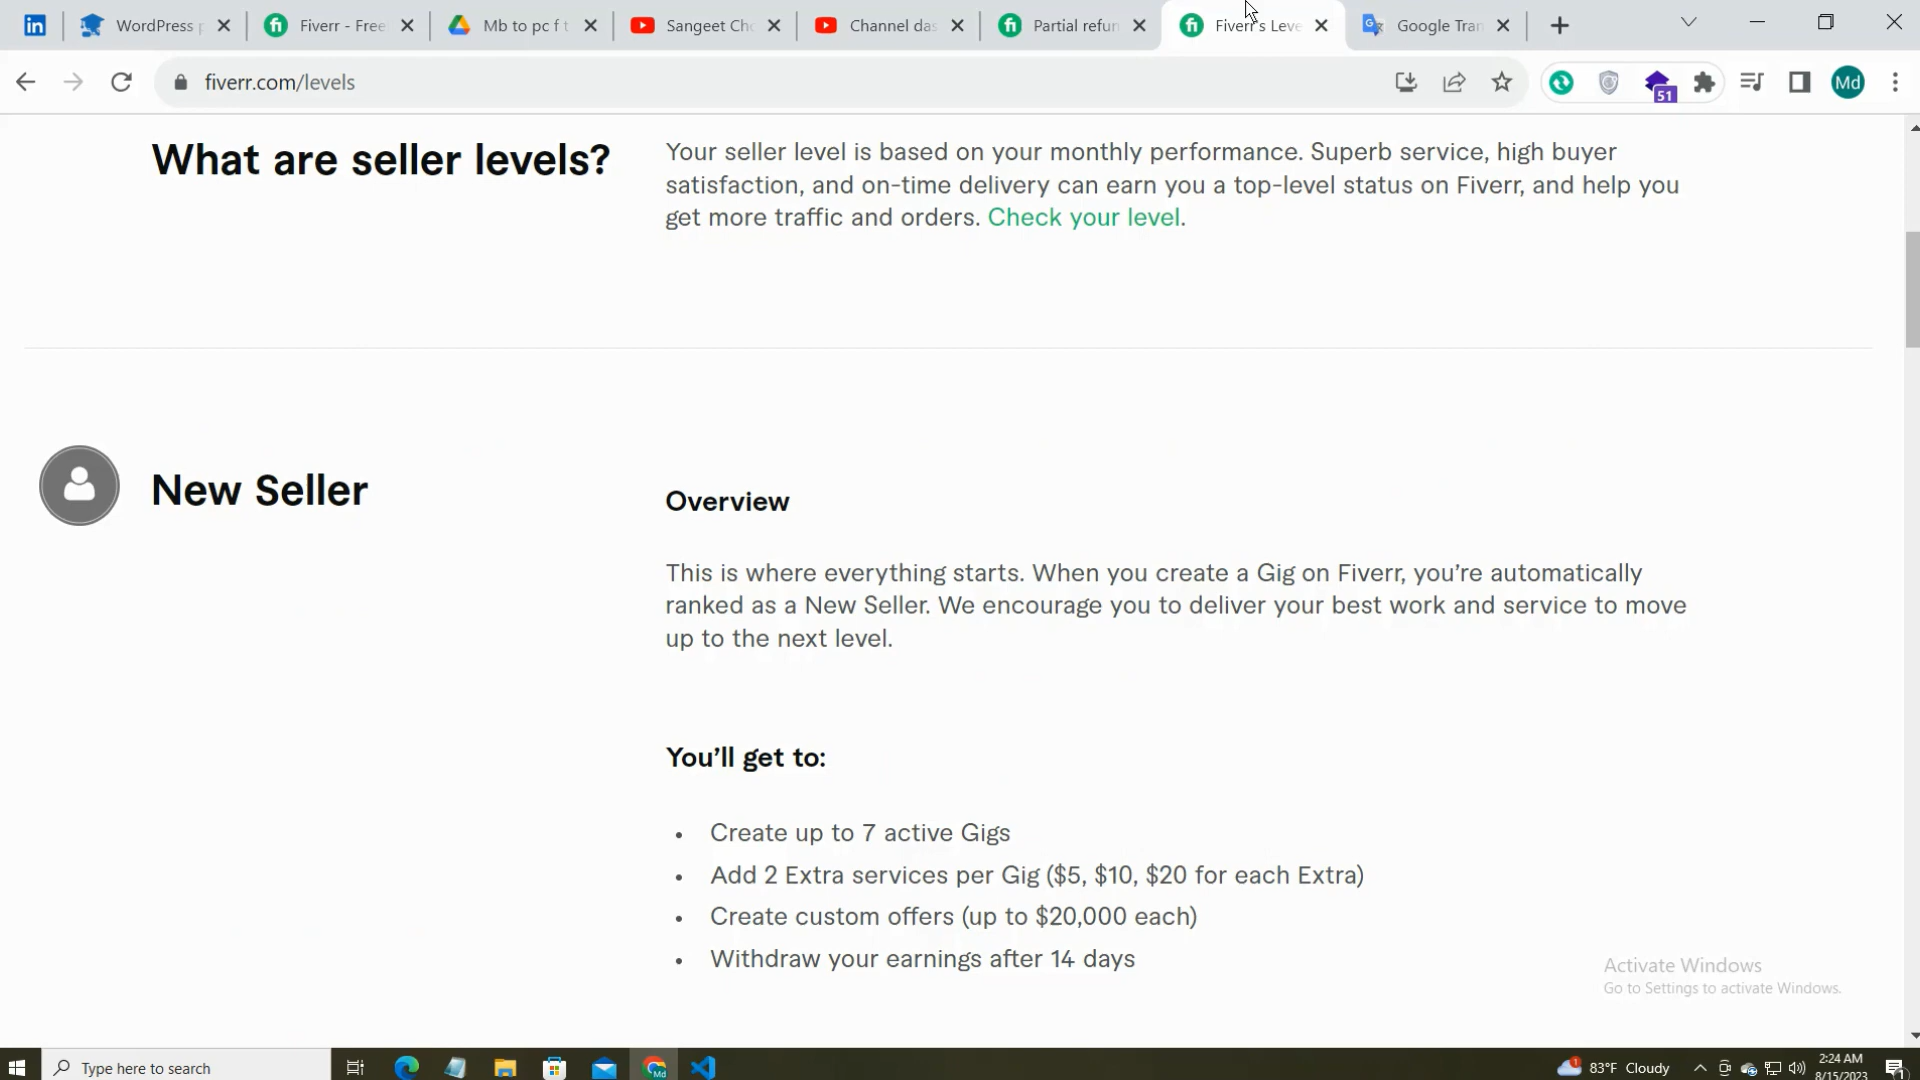 WordPress p
Fiverr - Free
Mb to pc f t
Sangeet Cho
Channel das
Partial refun
Fiverr's Leve
Google Tran
fiverr.com/levels
51
Md
What are seller levels?
Your seller level is based on your monthly performance. Superb service, high buyer
satisfaction, and on-time delivery can earn you a top-level status on Fiverr, and help you
get more traffic and orders. Check your level.
New Seller
Overview
This is where everything starts. When you create a Gig on Fiverr, you’re automatically
ranked as a New Seller. We encourage you to deliver your best work and service to move
up to the next level.
You’ll get to:
• Create up to 7 active Gigs
• Add 2 Extra services per Gig ($5, $10, $20 for each Extra)
• Create custom offers (up to $20,000 each)
• Withdraw your earnings after 14 days
Activate Windows
Go to Settings to activate Windows.
Type here to search
83°F Cloudy
2:24 AM
8/15/2023